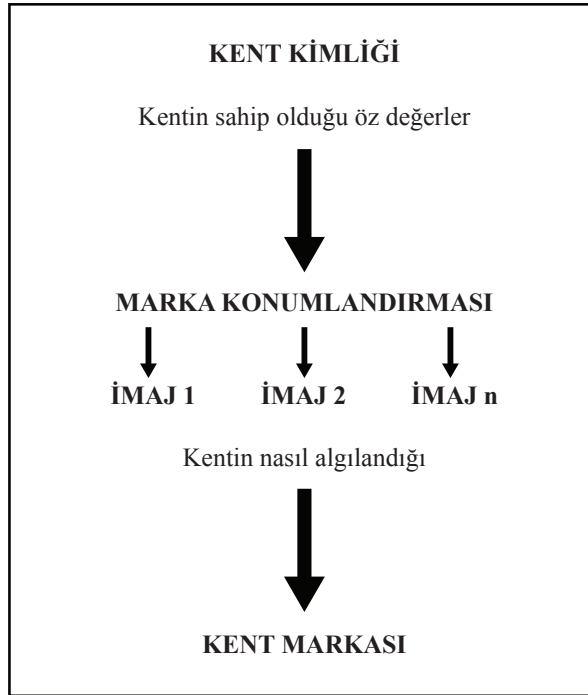 KENT KİMLİĞİ
Kentin sahip olduğu öz değerler
MARKA KONUMLANDIRMASI
İMAJ 1 İMAJ 2 İMAJ n
Kentin nasıl algılandığı
KENT MARKASI